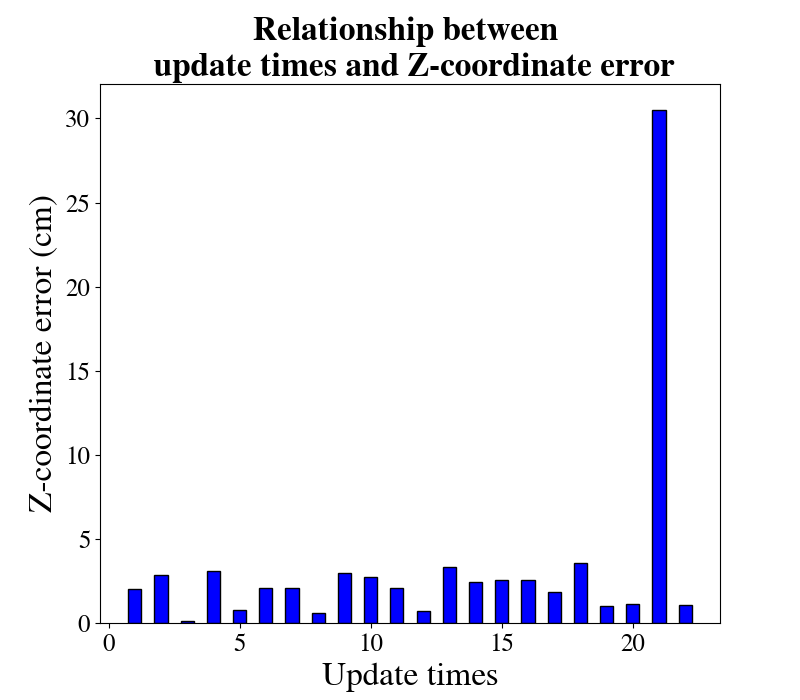 Relationship between
update times and Z-coordinate error
Z-coordinate error (cm)
30
25
20
15
10
5
0
0 5 10 15 20
Update times